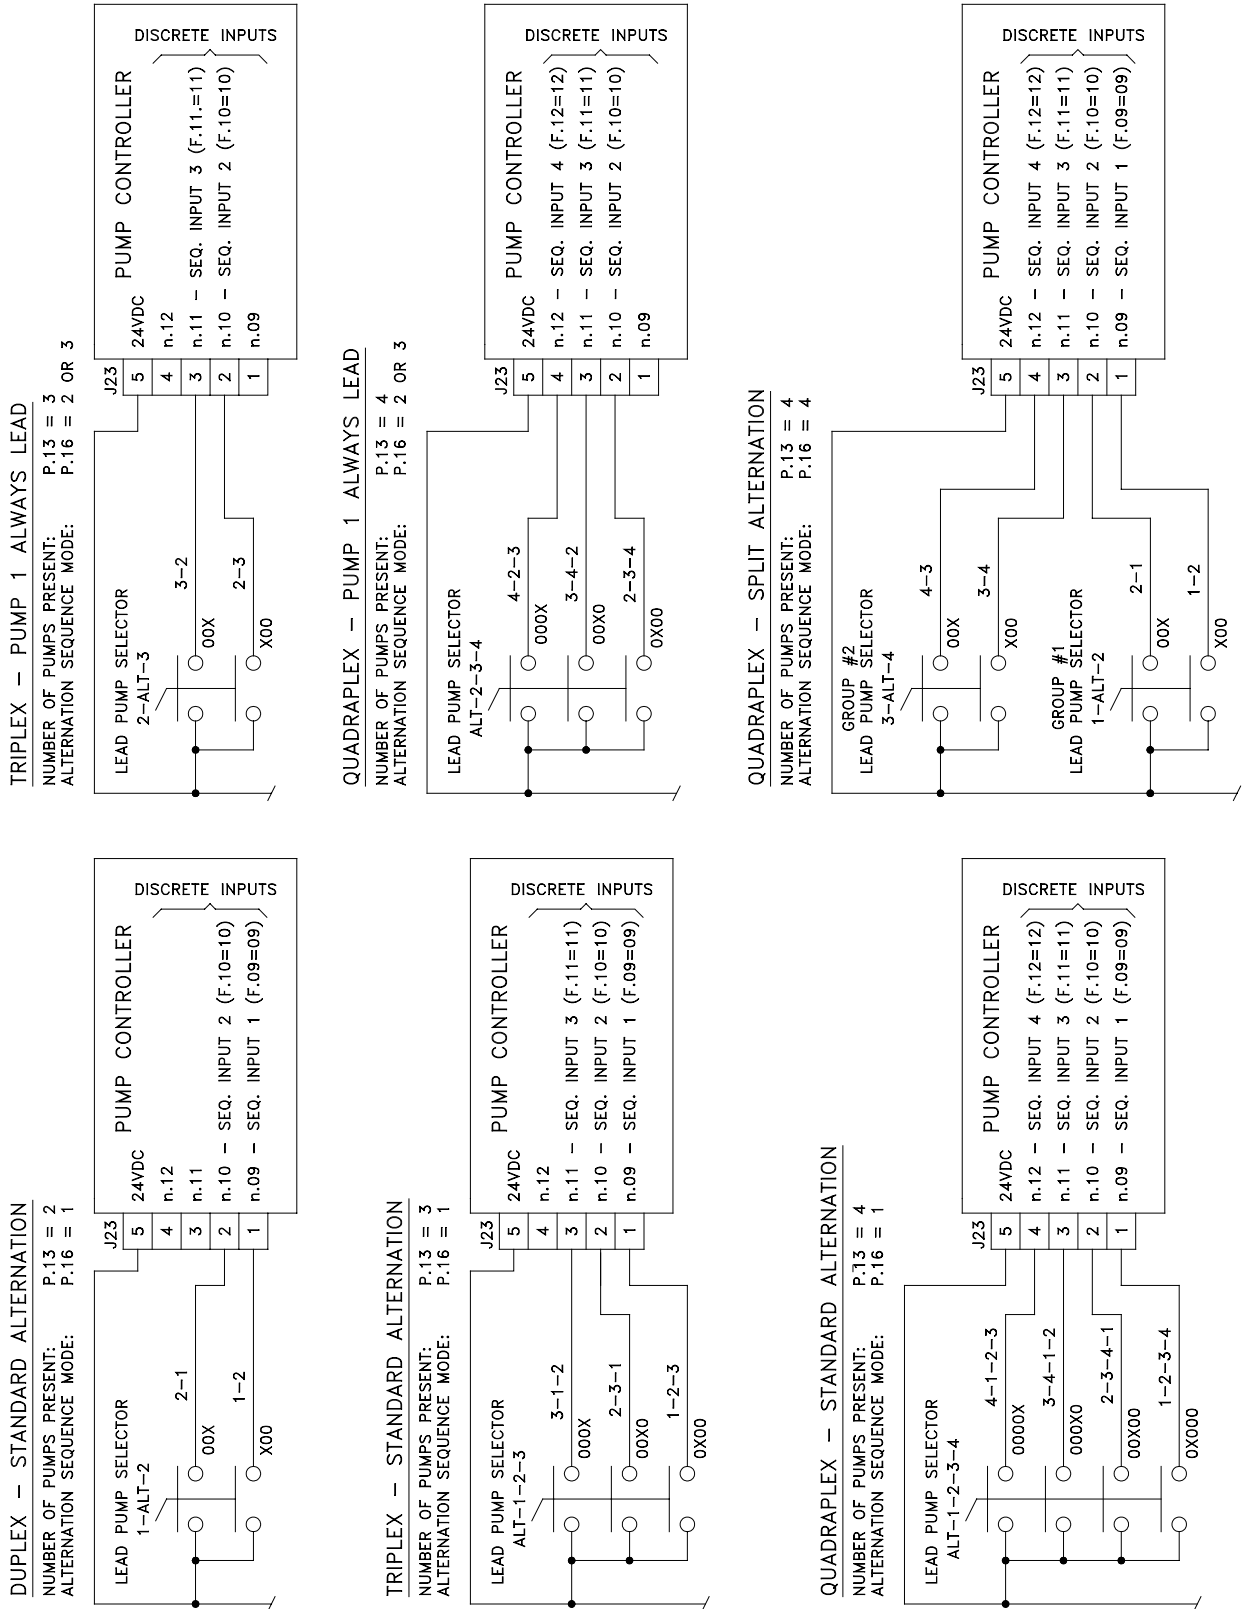 DUPLEX – STANDARD ALTERNATION
NUMBER OF PUMPS PRESENT: P.13 = 2
ALTERNATION SEQUENCE MODE: P.16 = 1
LEAD PUMP SELECTOR
1-ALT-2
2-1
00X
1-2
X00
J23
5 24VDC
4 n.12
3 n.11
2 n.10 – SEQ. INPUT 2 (F.10=10)
1 n.09 – SEQ. INPUT 1 (F.09=09)
PUMP CONTROLLER
DISCRETE INPUTS
TRIPLEX – PUMP 1 ALWAYS LEAD
NUMBER OF PUMPS PRESENT: P.13 = 3
ALTERNATION SEQUENCE MODE: P.16 = 2 OR 3
LEAD PUMP SELECTOR
2-ALT-3
3-2
00X
2-3
X00
J23
5 24VDC
4 n.12
3 n.11 – SEQ. INPUT 3 (F.11.=11)
2 n.10 – SEQ. INPUT 2 (F.10=10)
1 n.09
PUMP CONTROLLER
DISCRETE INPUTS
TRIPLEX – STANDARD ALTERNATION
NUMBER OF PUMPS PRESENT: P.13 = 3
ALTERNATION SEQUENCE MODE: P.16 = 1
LEAD PUMP SELECTOR
ALT-1-2-3
3-1-2
000X
2-3-1
00X0
1-2-3
0X00
J23
5 24VDC
4 n.12
3 n.11 – SEQ. INPUT 3 (F.11=11)
2 n.10 – SEQ. INPUT 2 (F.10=10)
1 n.09 – SEQ. INPUT 1 (F.09=09)
PUMP CONTROLLER
DISCRETE INPUTS
QUADRAPLEX – PUMP 1 ALWAYS LEAD
NUMBER OF PUMPS PRESENT: P.13 = 4
ALTERNATION SEQUENCE MODE: P.16 = 2 OR 3
LEAD PUMP SELECTOR
ALT-2-3-4
4-2-3
000X
3-4-2
00X0
2-3-4
0X00
J23
5 24VDC
4 n.12 – SEQ. INPUT 4 (F.12=12)
3 n.11 – SEQ. INPUT 3 (F.11=11)
2 n.10 – SEQ. INPUT 2 (F.10=10)
1 n.09
PUMP CONTROLLER
DISCRETE INPUTS
QUADRAPLEX – STANDARD ALTERNATION
NUMBER OF PUMPS PRESENT: P.13 = 4
ALTERNATION SEQUENCE MODE: P.16 = 1
LEAD PUMP SELECTOR
ALT-1-2-3-4
4-1-2-3
0000X
3-4-1-2
000X0
2-3-4-1
00X00
1-2-3-4
0X000
J23
5 24VDC
4 n.12 – SEQ. INPUT 4 (F.12=12)
3 n.11 – SEQ. INPUT 3 (F.11=11)
2 n.10 – SEQ. INPUT 2 (F.10=10)
1 n.09 – SEQ. INPUT 1 (F.09=09)
PUMP CONTROLLER
DISCRETE INPUTS
QUADRAPLEX – SPLIT ALTERNATION
NUMBER OF PUMPS PRESENT: P.13 = 4
ALTERNATION SEQUENCE MODE: P.16 = 4
GROUP #2
LEAD PUMP SELECTOR
3-ALT-4
4-3
00X
3-4
X00
GROUP #1
LEAD PUMP SELECTOR
1-ALT-2
2-1
00X
1-2
X00
J23
5 24VDC
4 n.12 – SEQ. INPUT 4 (F.12=12)
3 n.11 – SEQ. INPUT 3 (F.11=11)
2 n.10 – SEQ. INPUT 2 (F.10=10)
1 n.09 – SEQ. INPUT 1 (F.09=09)
PUMP CONTROLLER
DISCRETE INPUTS